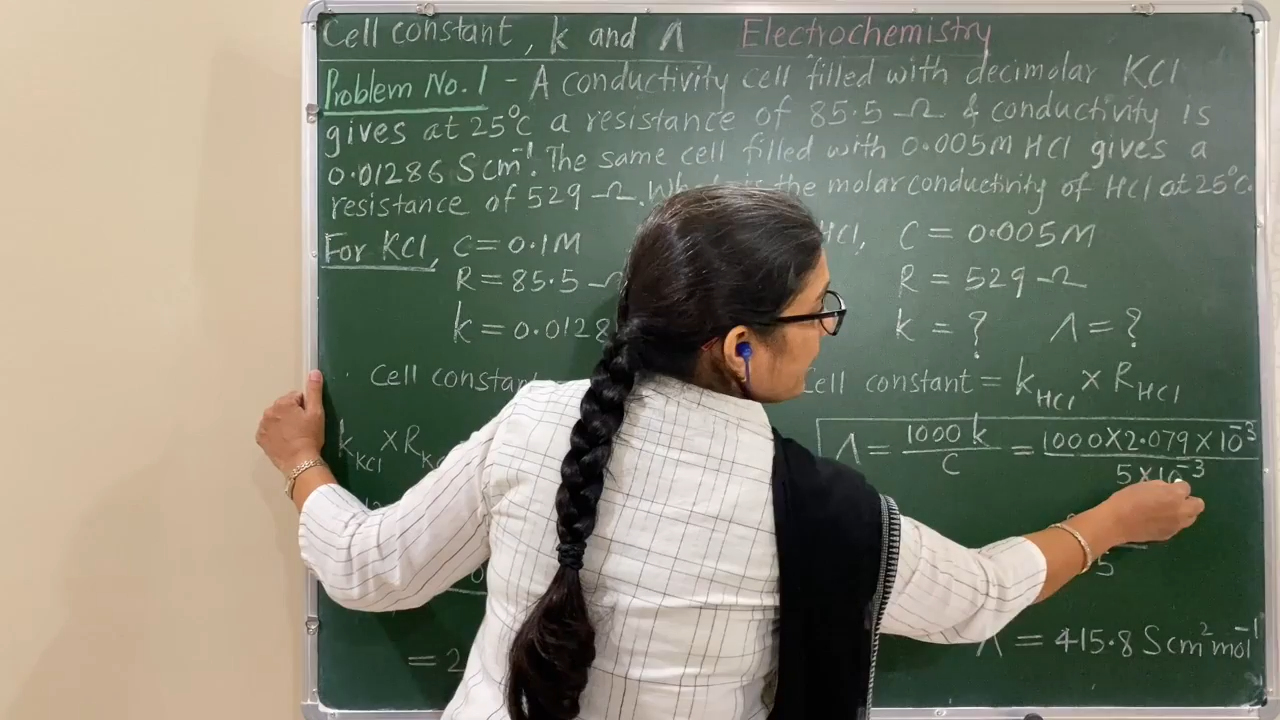 Cell constant, k and Λ Electrochemistry
Problem No. 1 - A conductivity cell filled with decimolar KCl
gives at 25°C a resistance of 85.5 Ω & conductivity is
0.01286 S cm⁻¹. The same cell filled with 0.005M HCl gives a
resistance of 529 Ω. is the molar conductivity of HCl at 25°C.
For KCl, C = 0.1M HCl, C = 0.005M
R = 85.5 Ω R = 529 Ω
k = 0.0128 k = ? Λ = ?
Cell constant Cell constant = k_HCl × R_HCl
k_KCl × R Λ = 1000 k / C = 1000 × 2.079 × 10⁻³ / 5 × 10⁻³
5
= 2 Λ = 415.8 S cm² mol⁻¹